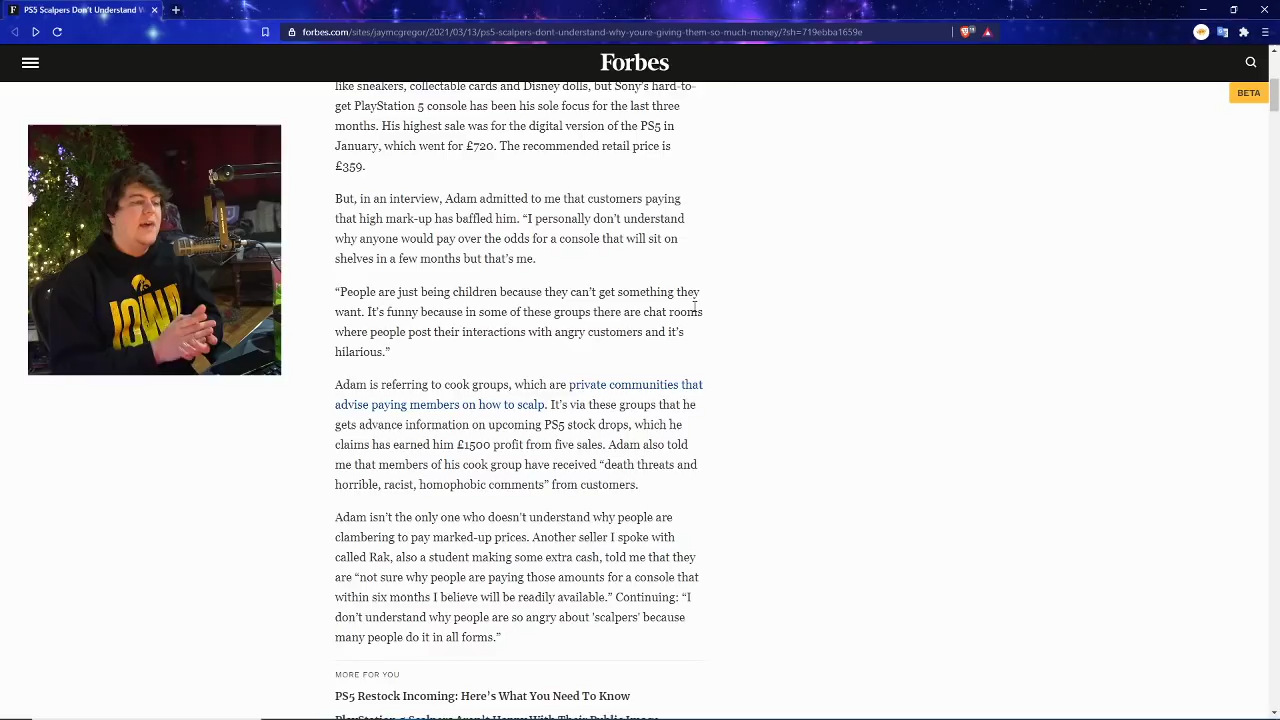 PS5 Scalpers Don't Understand W
forbes.com/sites/jaymcgregor/2021/03/13/ps5-scalpers-dont-understand-why-youre-giving-them-so-much-money/?sh=719ebba1659e
Forbes
BETA
like sneakers, collectable cards and Disney dolls, but Sony's hard-to-
get PlayStation 5 console has been his sole focus for the last three
months. His highest sale was for the digital version of the PS5 in
January, which went for £720. The recommended retail price is
£359.
But, in an interview, Adam admitted to me that customers paying
that high mark-up has baffled him. “I personally don’t understand
why anyone would pay over the odds for a console that will sit on
shelves in a few months but that’s me.
“People are just being children because they can’t get something they
want. It’s funny because in some of these groups there are chat rooms
where people post their interactions with angry customers and it’s
hilarious.”
Adam is referring to cook groups, which are private communities that
advise paying members on how to scalp. It’s via these groups that he
gets advance information on upcoming PS5 stock drops, which he
claims has earned him £1500 profit from five sales. Adam also told
me that members of his cook group have received “death threats and
horrible, racist, homophobic comments” from customers.
Adam isn’t the only one who doesn’t understand why people are
clambering to pay marked-up prices. Another seller I spoke with
called Rak, also a student making some extra cash, told me that they
are “not sure why people are paying those amounts for a console that
within six months I believe will be readily available.” Continuing: “I
don’t understand why people are so angry about 'scalpers' because
many people do it in all forms.”
MORE FOR YOU
PS5 Restock Incoming: Here’s What You Need To Know
PlayStation 5 Scalpers Aren’t Happy With Their Public Image
IOWA